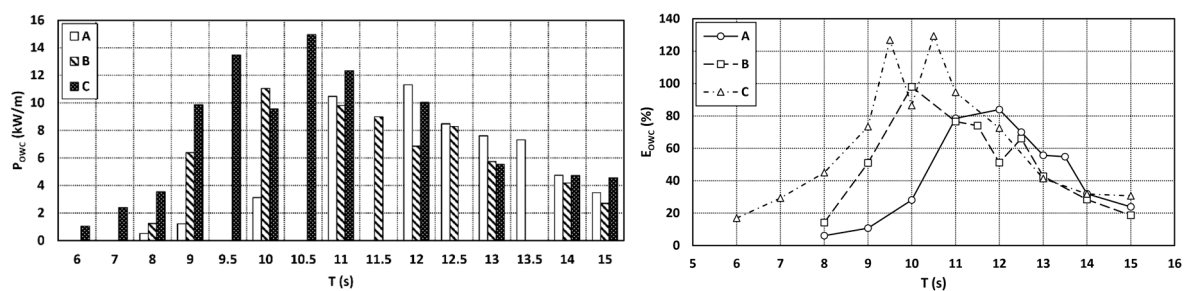 16
14
12
10
8
6
4
2
0
P_OWC (kW/m)
A
B
C
6 7 8 9 9.5 10 10.5 11 11.5 12 12.5 13 13.5 14 15
T (s)
140
120
100
80
60
40
20
0
E_OWC (%)
A
B
C
5 6 7 8 9 10 11 12 13 14 15 16
T (s)